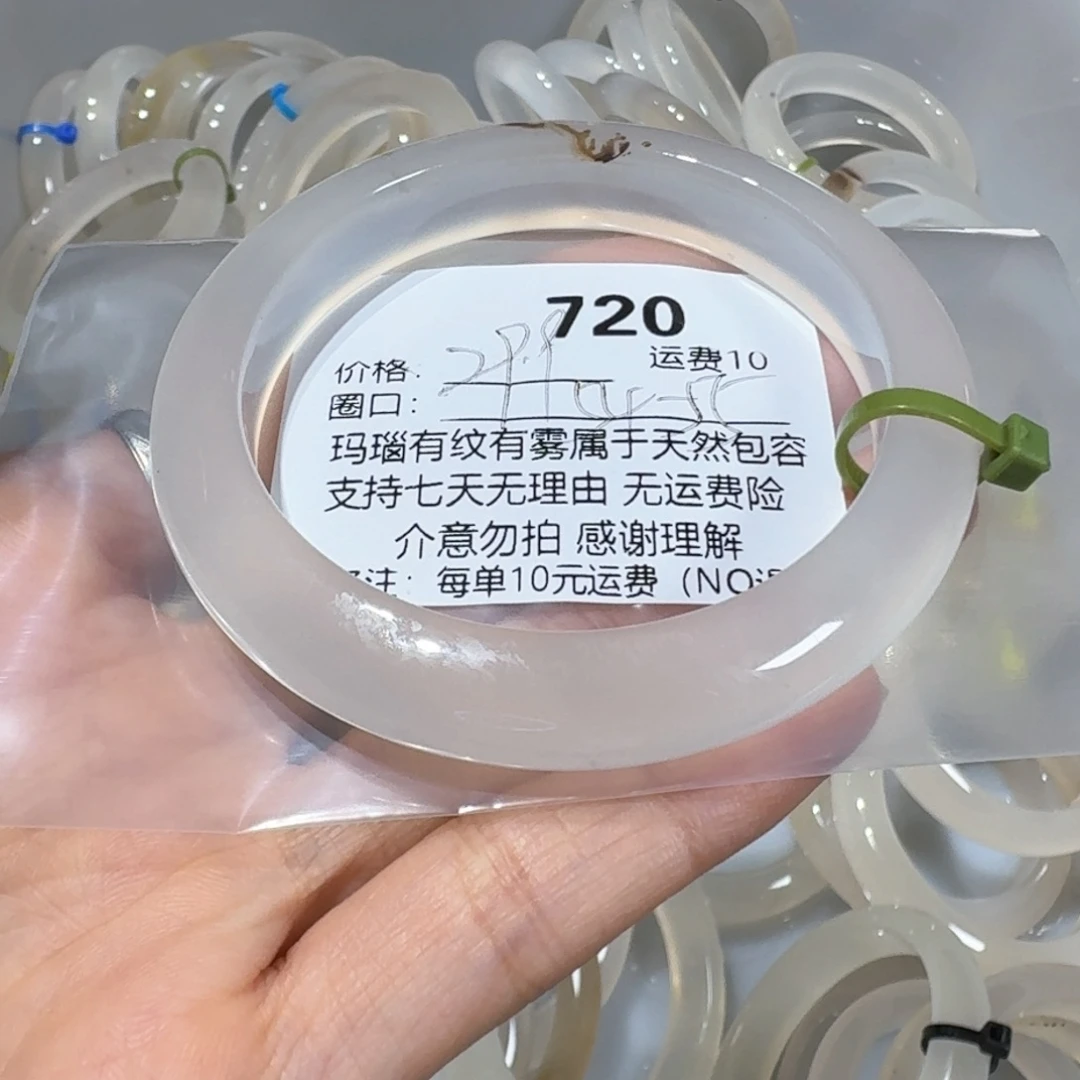 720
价格: 运费10
圈口:
玛瑙有纹有雾属于天然包容
支持七天无理由 无运费险
介意勿拍 感谢理解
注: 每单10元运费 (NO